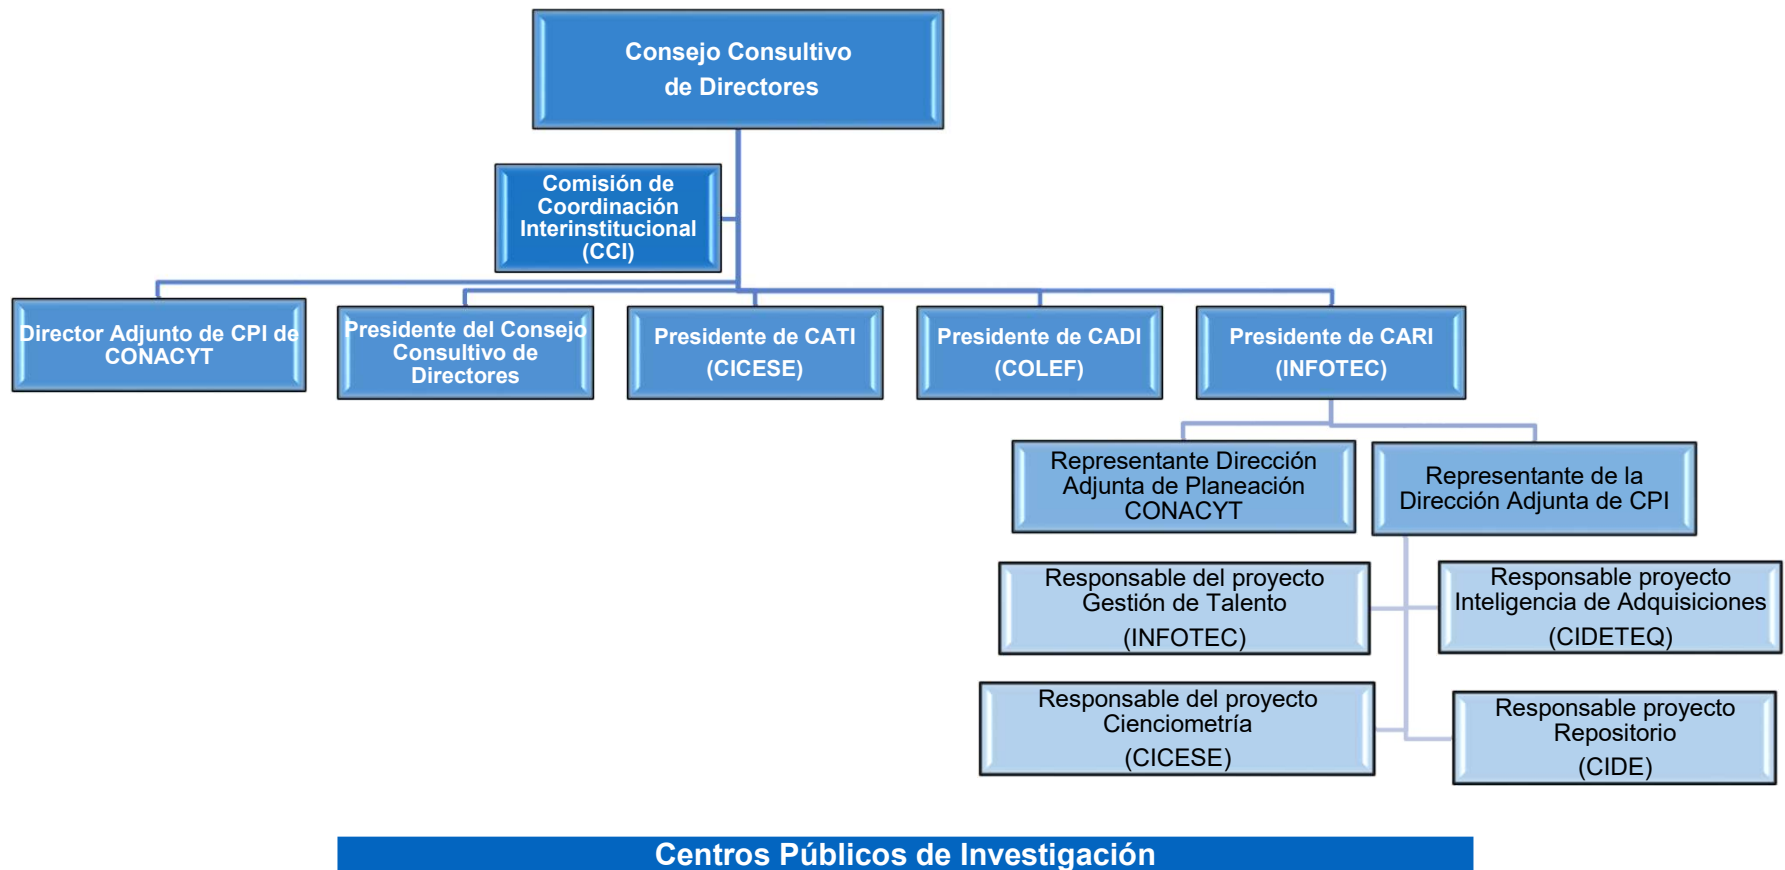 Consejo Consultivo
de Directores
Comisión de
Coordinación
Interinstitucional
(CCI)
Director Adjunto de CPI de
CONACYT
Presidente del Consejo
Consultivo de
Directores
Presidente de CATI
(CICESE)
Presidente de CADI
(COLEF)
Presidente de CARI
(INFOTEC)
Representante Dirección
Adjunta de Planeación
CONACYT
Representante de la
Dirección Adjunta de CPI
Responsable del proyecto
Gestión de Talento
(INFOTEC)
Responsable proyecto
Inteligencia de Adquisiciones
(CIDETEQ)
Responsable del proyecto
Cienciometría
(CICESE)
Responsable proyecto
Repositorio
(CIDE)
Centros Públicos de Investigación